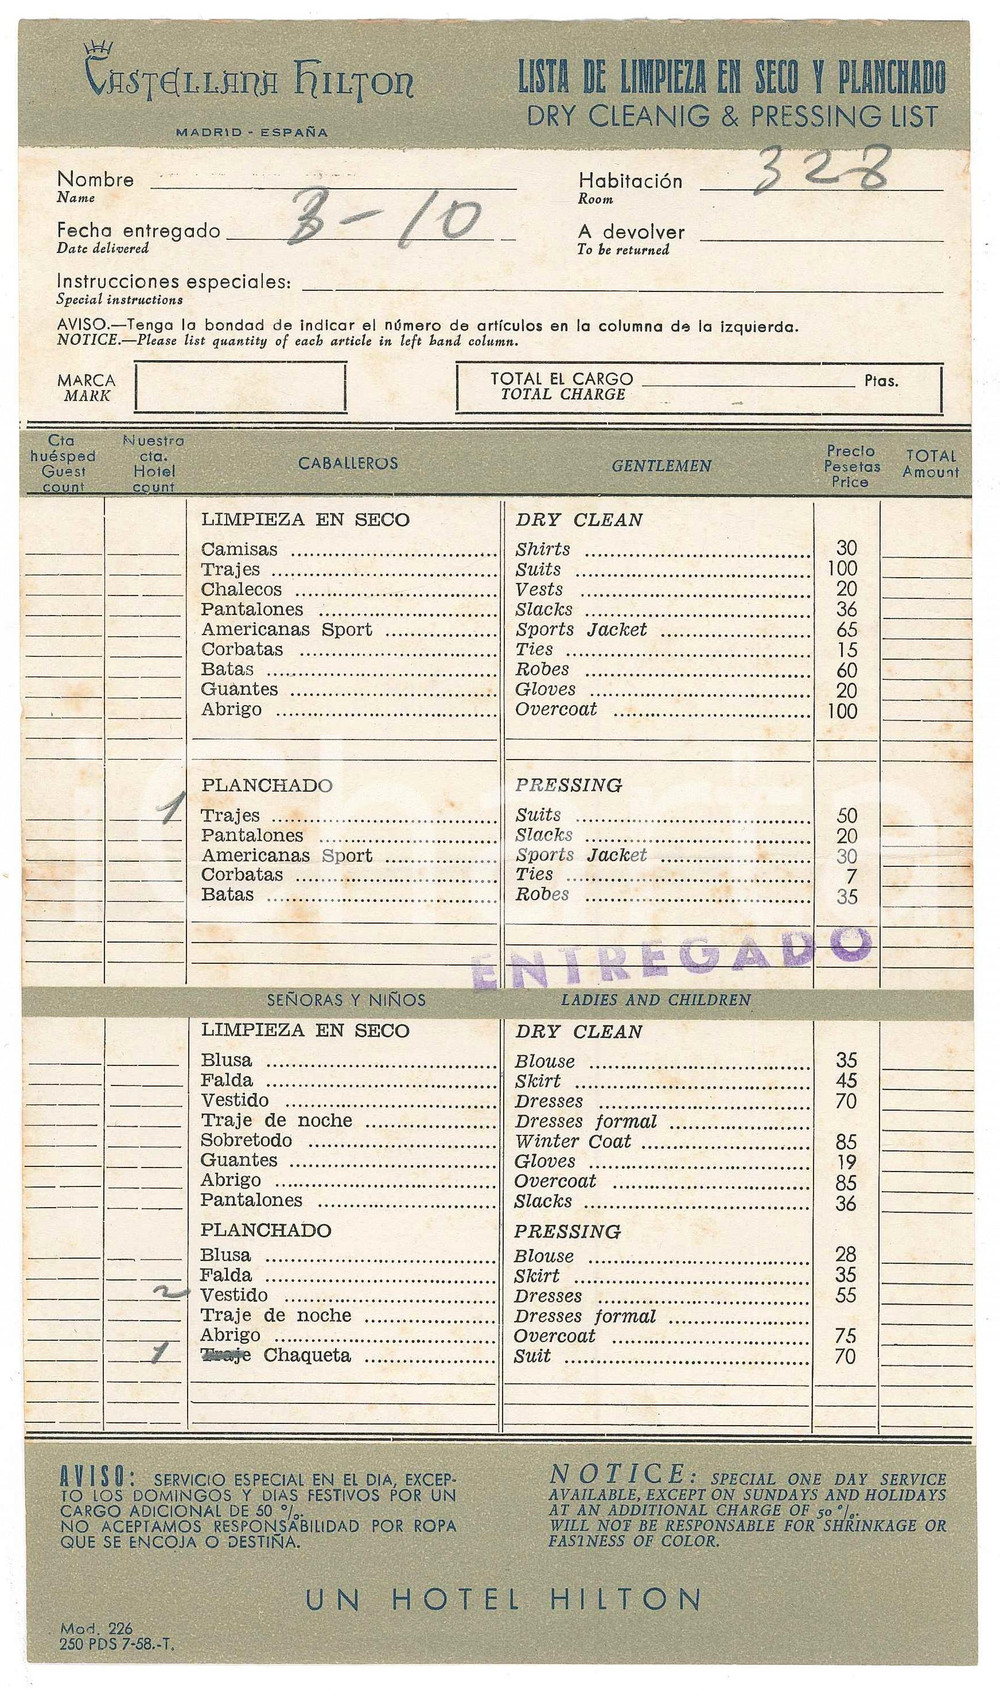 CASTELLANA HILTON
MADRID - ESPAÑA
LISTA DE LIMPIEZA EN SECO Y PLANCHADO
DRY CLEANIG & PRESSING LIST
Nombre
Name
Habitación 328
Room
Fecha entregado 3-10
Date delivered
A devolver
To be returned
Instrucciones especiales:
Special instructions
AVISO.—Tenga la bondad de indicar el número de artículos en la columna de la izquierda.
NOTICE.—Please list quantity of each article in left hand column.
MARCA
MARK
TOTAL EL CARGO Ptas.
TOTAL CHARGE
Cta huésped Guest count
Nuestra cta. Hotel count
CABALLEROS
GENTLEMEN
Precio Pesetas Price
TOTAL Amount
LIMPIEZA EN SECO DRY CLEAN
Camisas Shirts 30
Trajes Suits 100
Chalecos Vests 20
Pantalones Slacks 36
Americanas Sport Sports Jacket 65
Corbatas Ties 15
Batas Robes 60
Guantes Gloves 20
Abrigo Overcoat 100
PLANCHADO PRESSING
1 Trajes Suits 50
Pantalones Slacks 20
Americanas Sport Sports Jacket 30
Corbatas Ties 7
Batas Robes 35
ENTREGADO
SEÑORAS Y NIÑOS LADIES AND CHILDREN
LIMPIEZA EN SECO DRY CLEAN
Blusa Blouse 35
Falda Skirt 45
Vestido Dresses 70
Traje de noche Dresses formal
Sobretodo Winter Coat 85
Guantes Gloves 19
Abrigo Overcoat 85
Pantalones Slacks 36
PLANCHADO PRESSING
Blusa Blouse 28
Falda Skirt 35
2 Vestido Dresses 55
Traje de noche Dresses formal
Abrigo Overcoat 75
1 Traje Chaqueta Suit 70
AVISO: SERVICIO ESPECIAL EN EL DIA, EXCEP-
TO LOS DOMINGOS Y DIAS FESTIVOS POR UN
CARGO ADICIONAL DE 50 %.
NO ACEPTAMOS RESPONSABILIDAD POR ROPA
QUE SE ENCOJA O DESTIÑA.
NOTICE: SPECIAL ONE DAY SERVICE
AVAILABLE, EXCEPT ON SUNDAYS AND HOLIDAYS
AT AN ADDITIONAL CHARGE OF 50 %.
WILL NOT BE RESPONSABLE FOR SHRINKAGE OR
FASTNESS OF COLOR.
UN HOTEL HILTON
Mod. 226
250 PDS 7-58.-T.